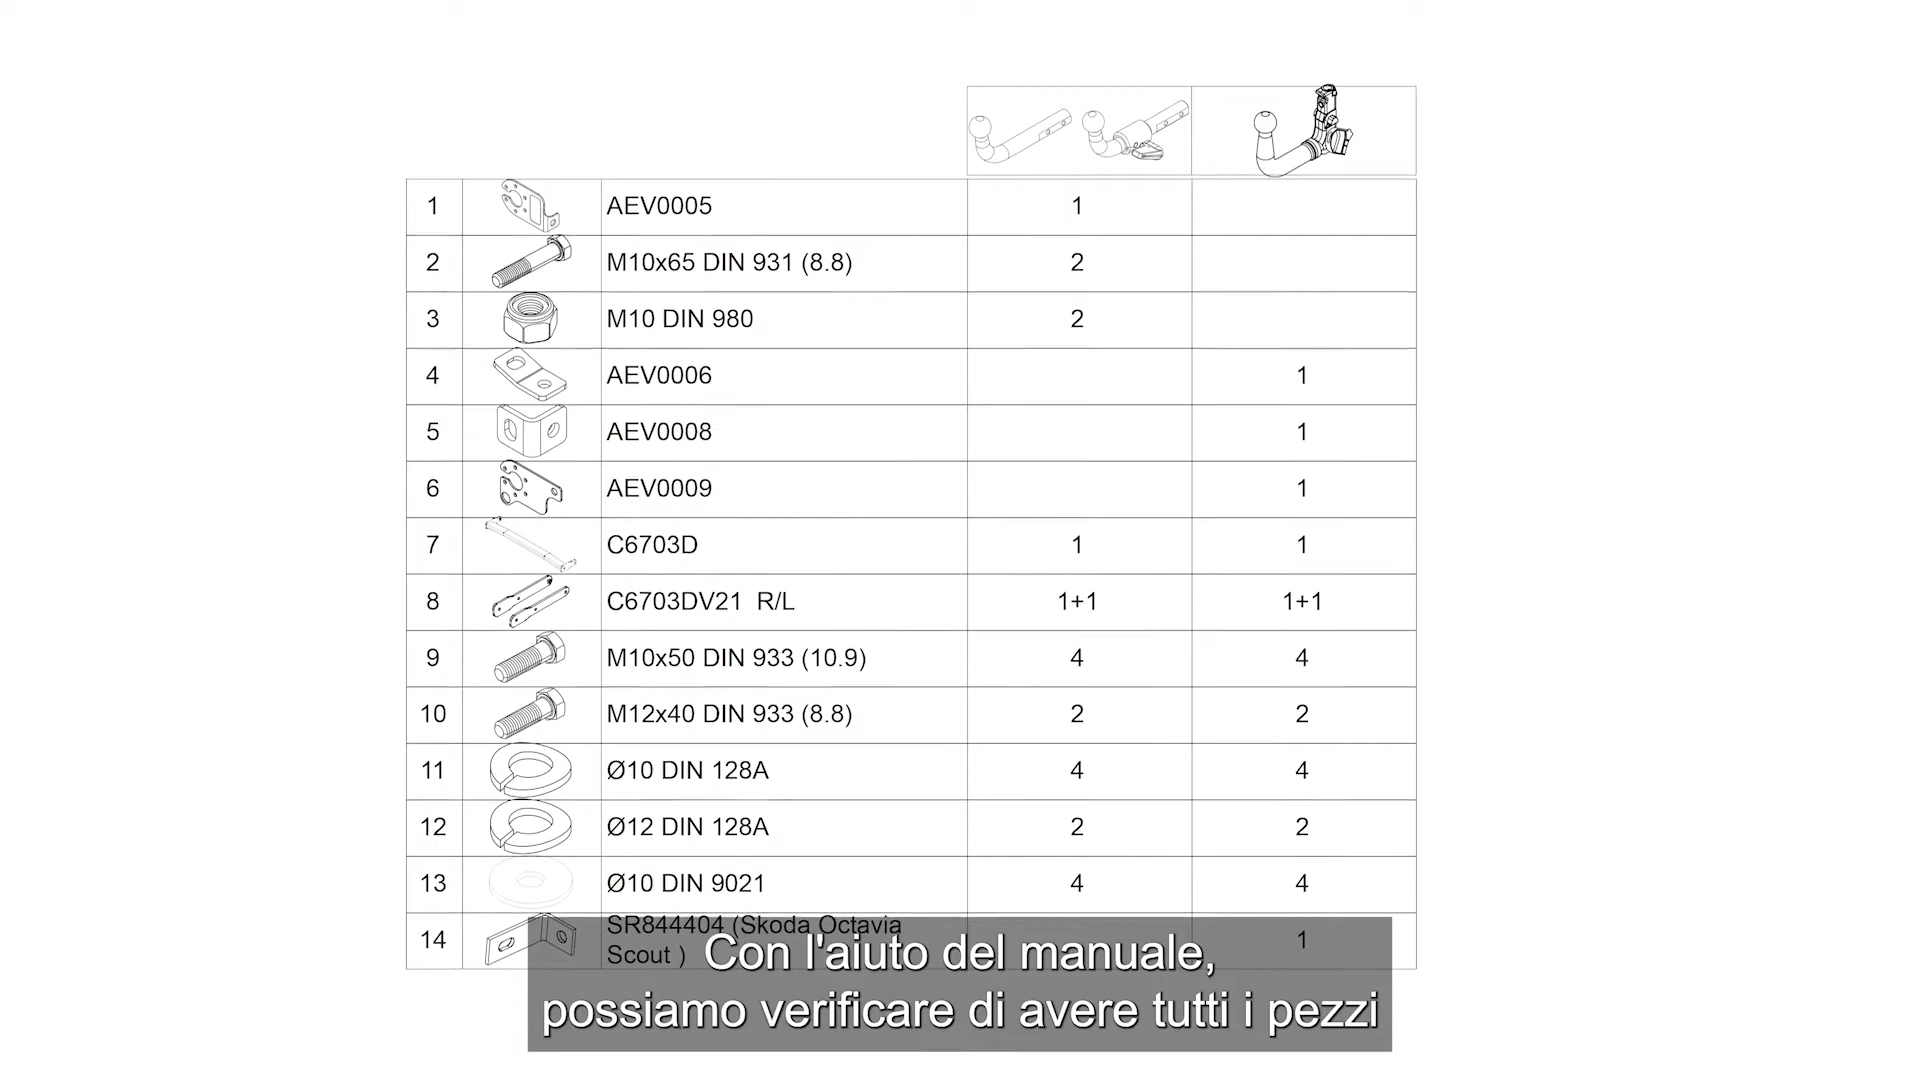 1 AEV0005 1
2 M10x65 DIN 931 (8.8) 2
3 M10 DIN 980 2
4 AEV0006 1
5 AEV0008 1
6 AEV0009 1
7 C6703D 1 1
8 C6703DV21 R/L 1+1 1+1
9 M10x50 DIN 933 (10.9) 4 4
10 M12x40 DIN 933 (8.8) 2 2
11 Ø10 DIN 128A 4 4
12 Ø12 DIN 128A 2 2
13 Ø10 DIN 9021 4 4
14 SR844404 (Skoda Octavia
Scout ) 1
Con l'aiuto del manuale,
possiamo verificare di avere tutti i pezzi